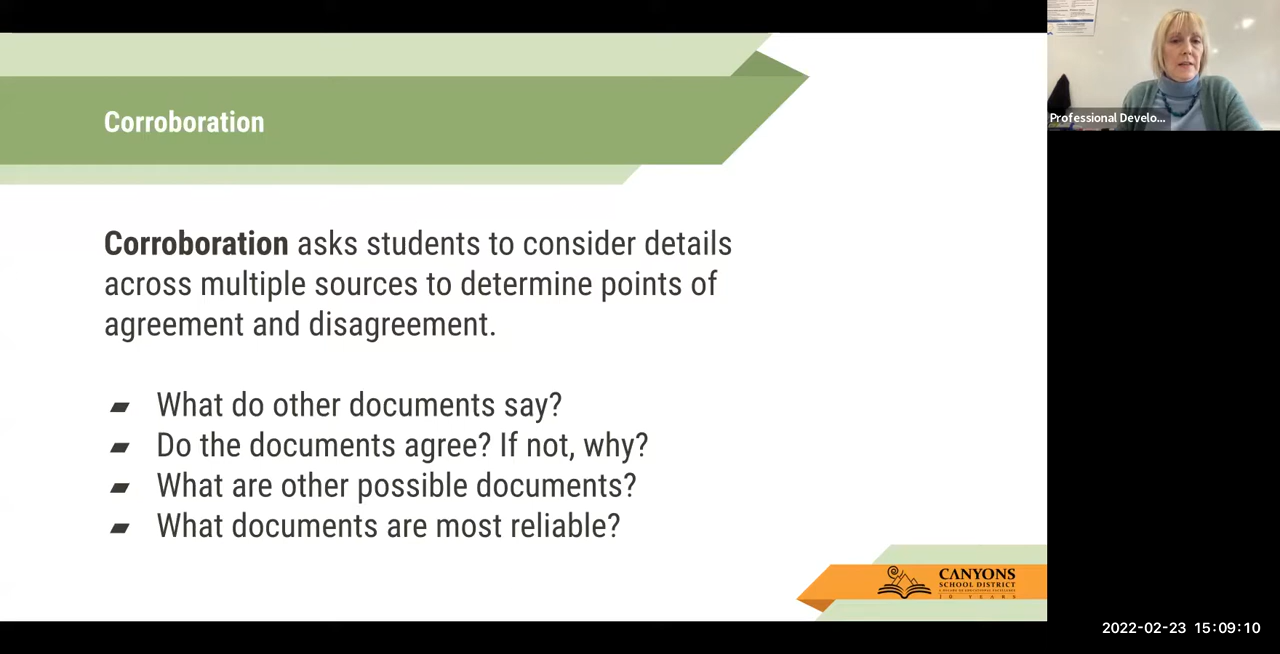 Corroboration
Corroboration asks students to consider details
across multiple sources to determine points of
agreement and disagreement.
What do other documents say?
Do the documents agree? If not, why?
What are other possible documents?
What documents are most reliable?
CANYONS
SCHOOL DISTRICT
Professional Develo...
2022-02-23 15:09:10